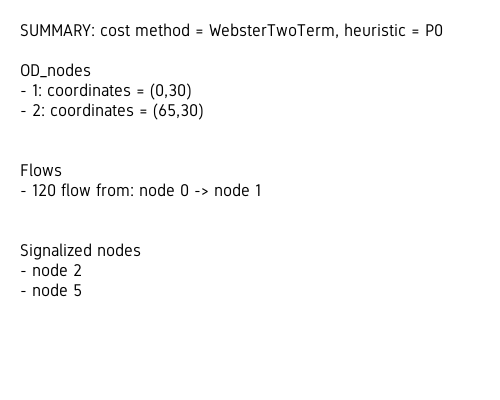 SUMMARY: cost method = WebsterTwoTerm, heuristic = P0
OD_nodes
- 1: coordinates = (0,30)
- 2: coordinates = (65,30)
Flows
- 120 flow from: node 0 -> node 1
Signalized nodes
- node 2
- node 5